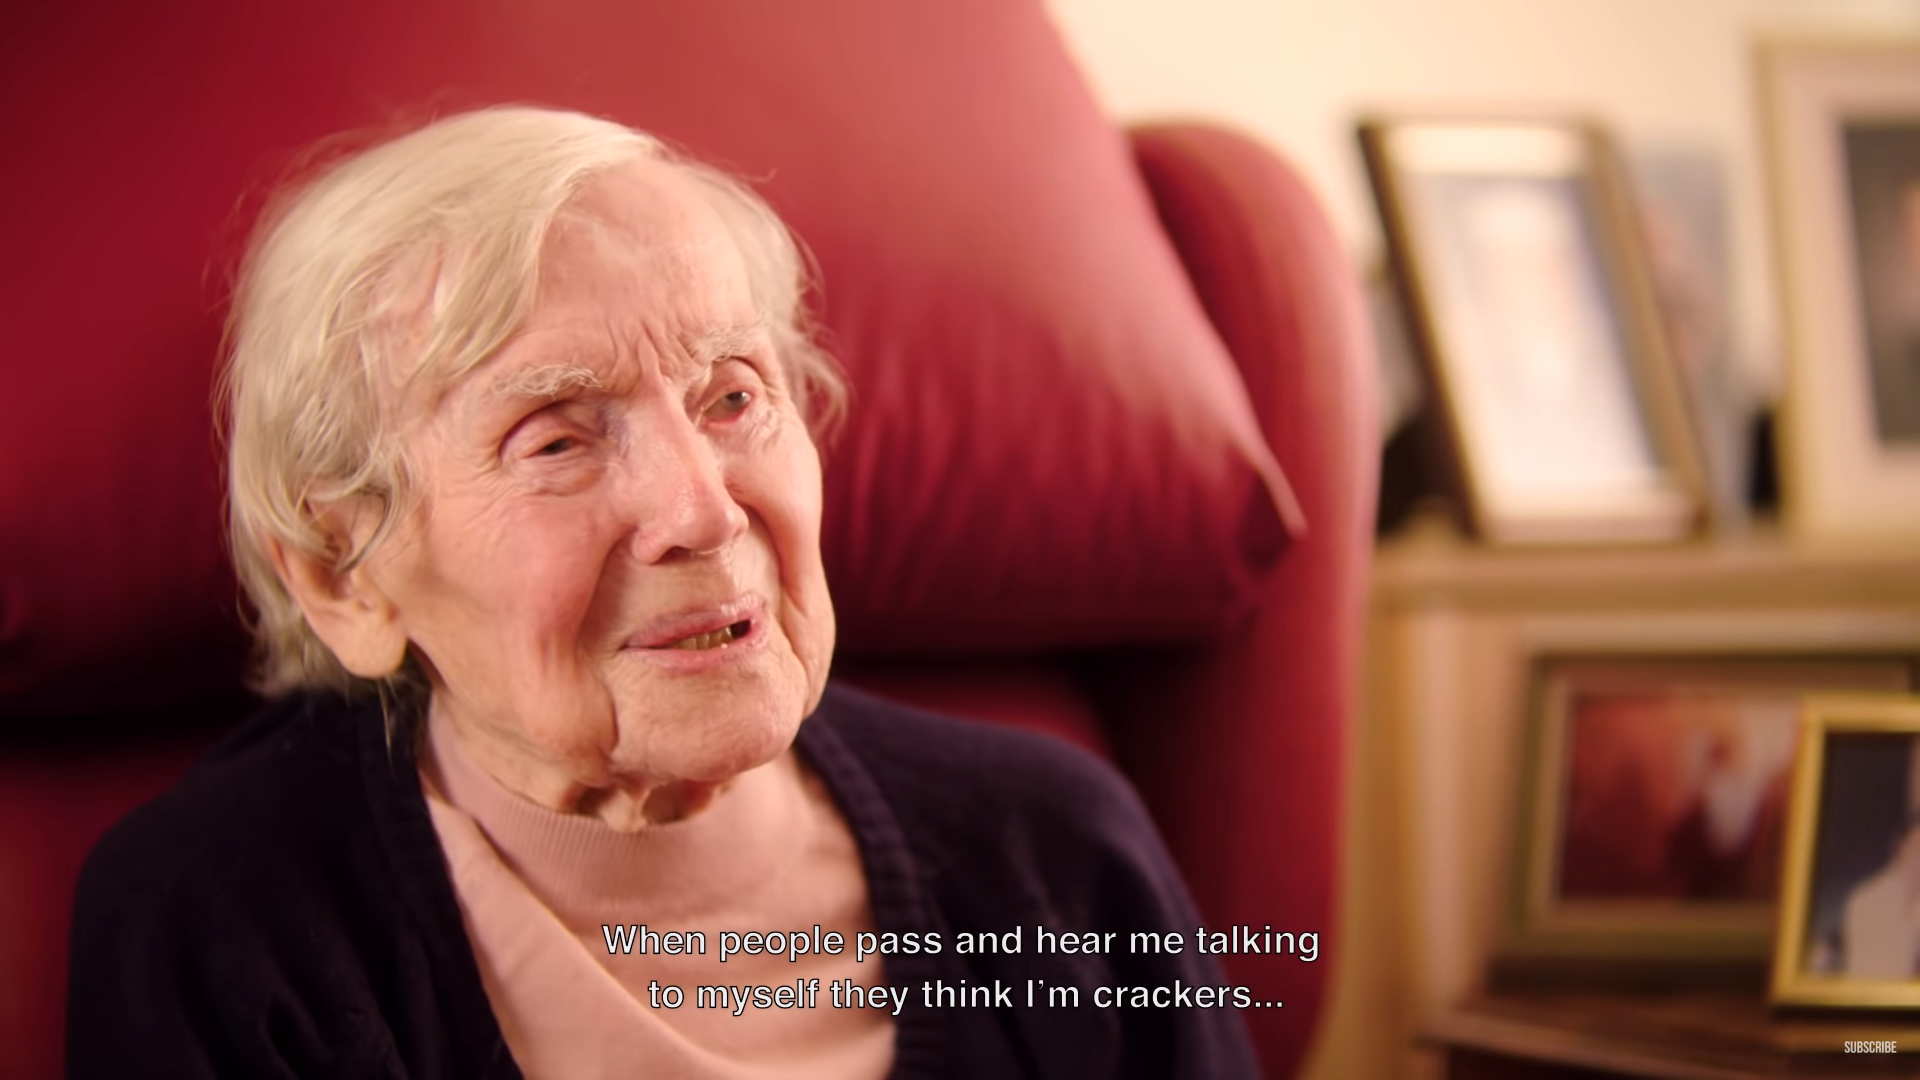 When people pass and hear me talking
to myself they think I'm crackers...
SUBSCRIBE